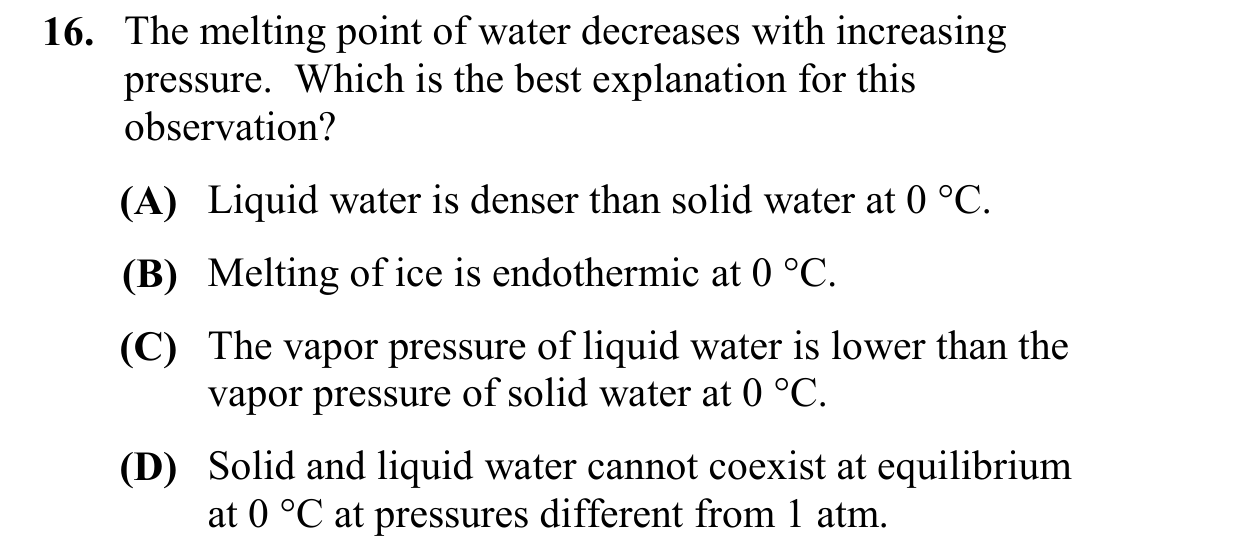 16. The melting point of water decreases with increasing
pressure. Which is the best explanation for this
observation?
(A) Liquid water is denser than solid water at 0 °C.
(B) Melting of ice is endothermic at 0 °C.
(C) The vapor pressure of liquid water is lower than the
vapor pressure of solid water at 0 °C.
(D) Solid and liquid water cannot coexist at equilibrium
at 0 °C at pressures different from 1 atm.